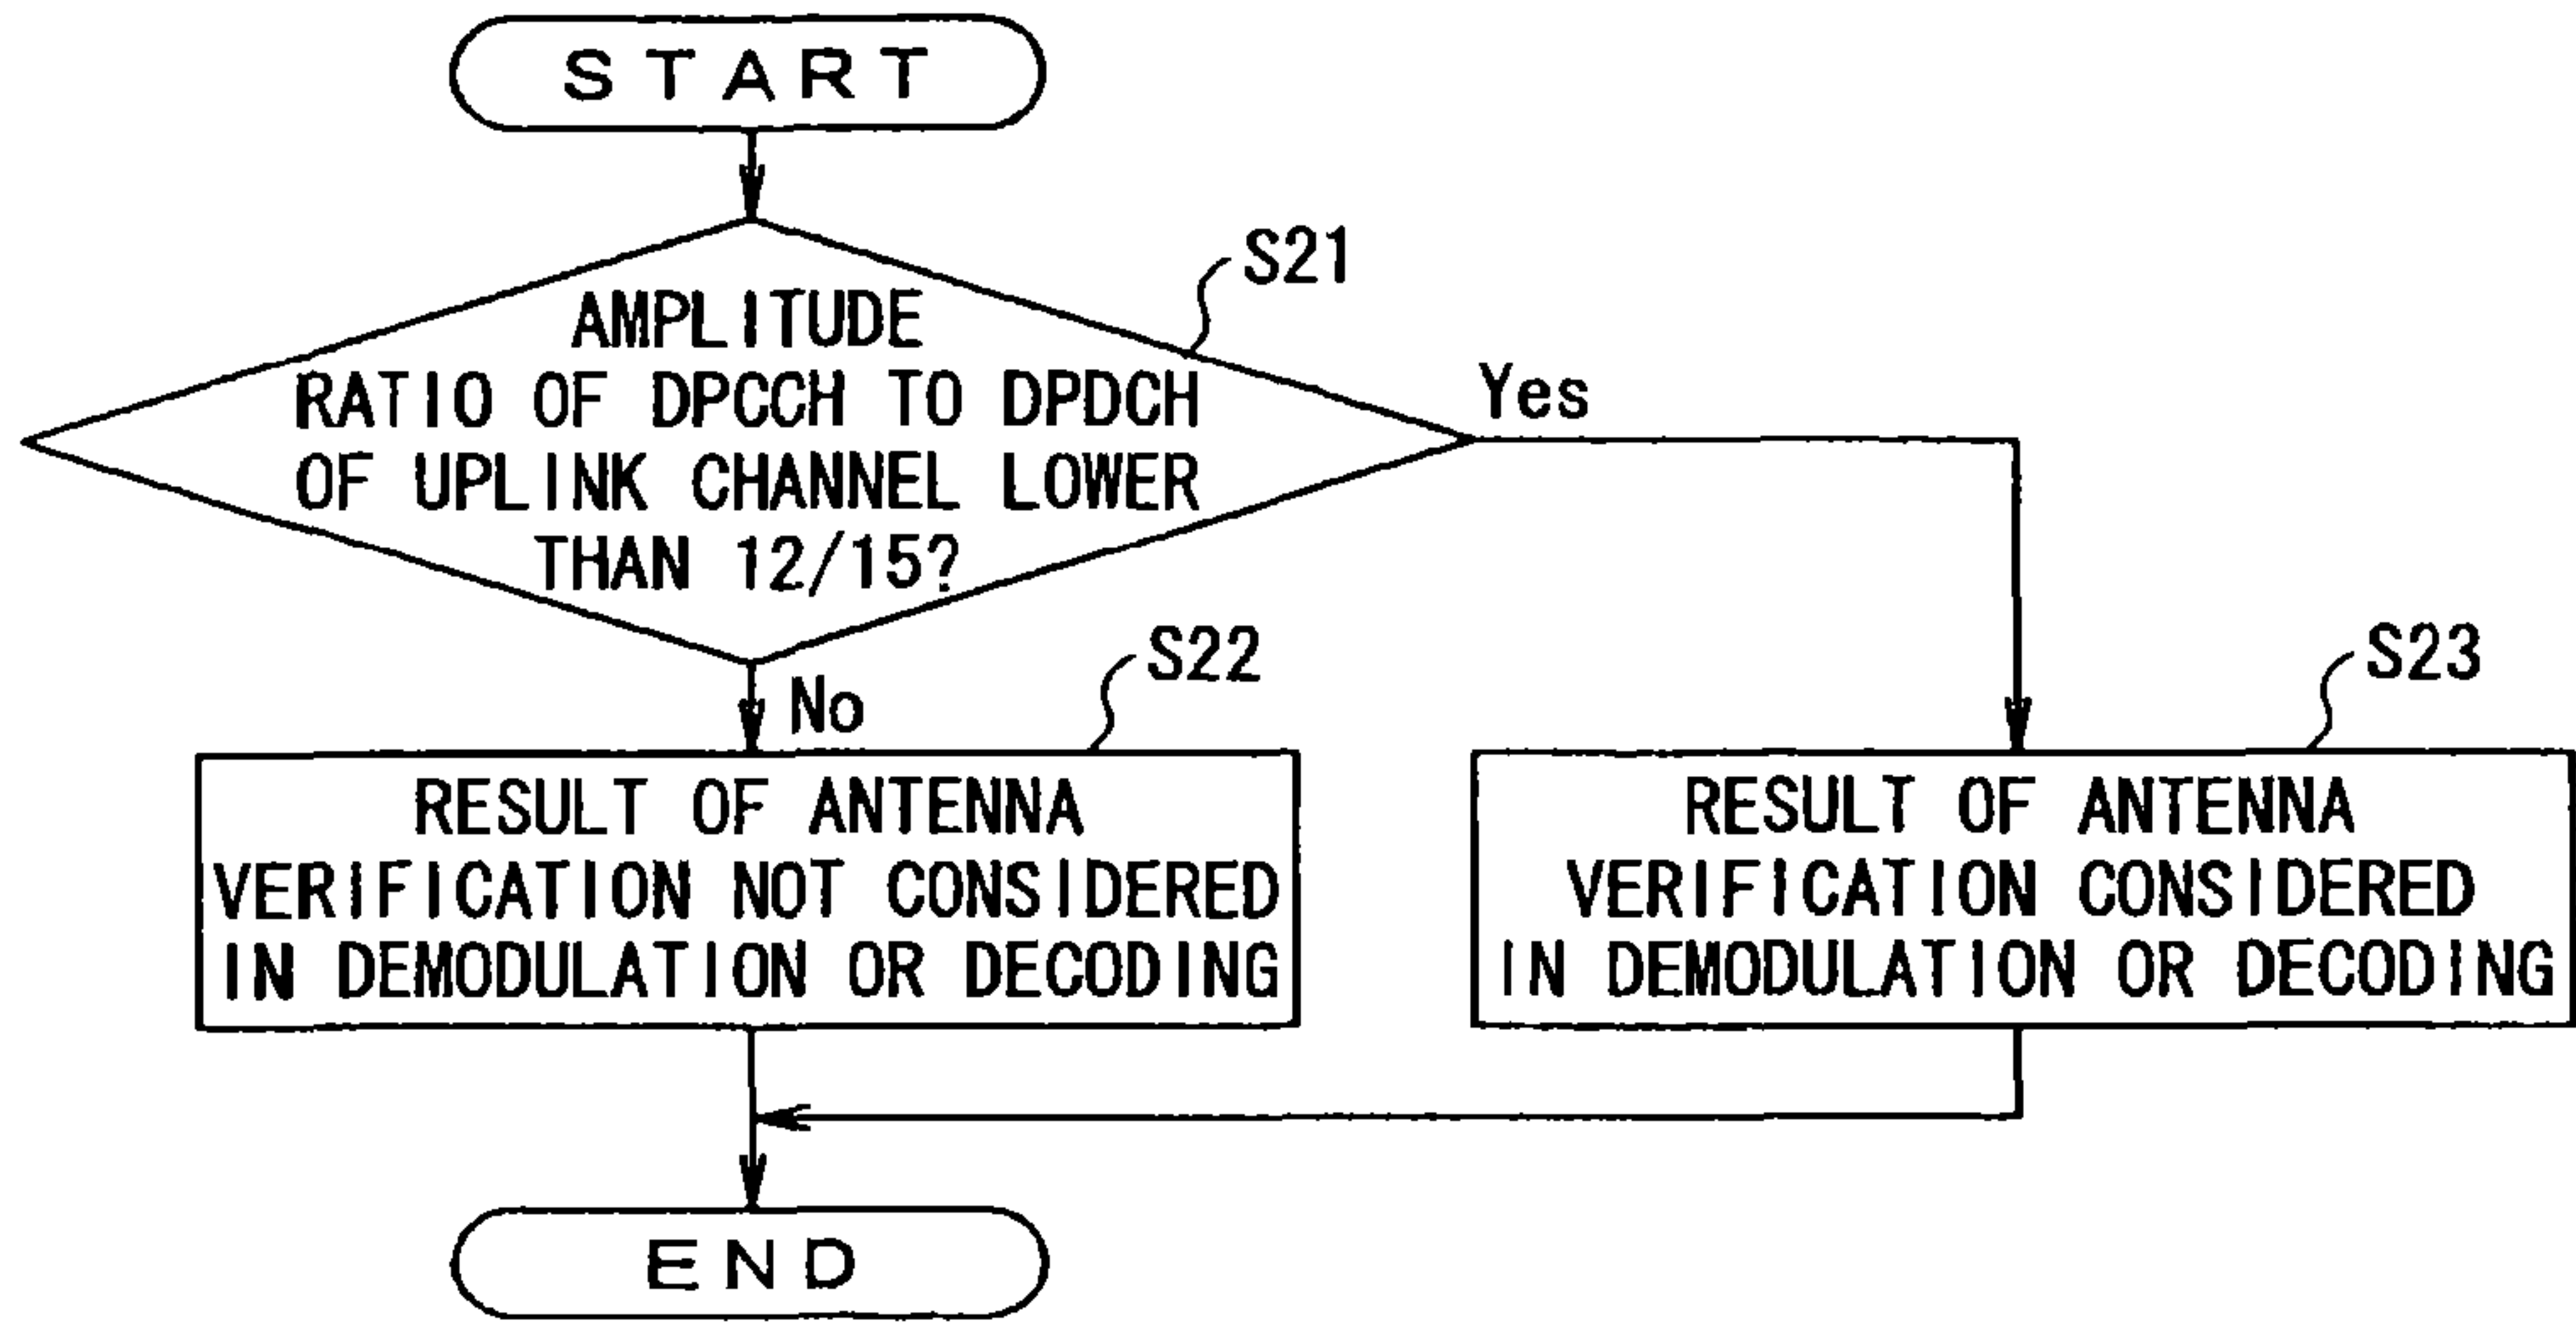 START
S21
AMPLITUDE
RATIO OF DPCCH TO DPDCH
OF UPLINK CHANNEL LOWER
THAN 12/15?
Yes
No
S22
RESULT OF ANTENNA
VERIFICATION NOT CONSIDERED
IN DEMODULATION OR DECODING
S23
RESULT OF ANTENNA
VERIFICATION CONSIDERED
IN DEMODULATION OR DECODING
END